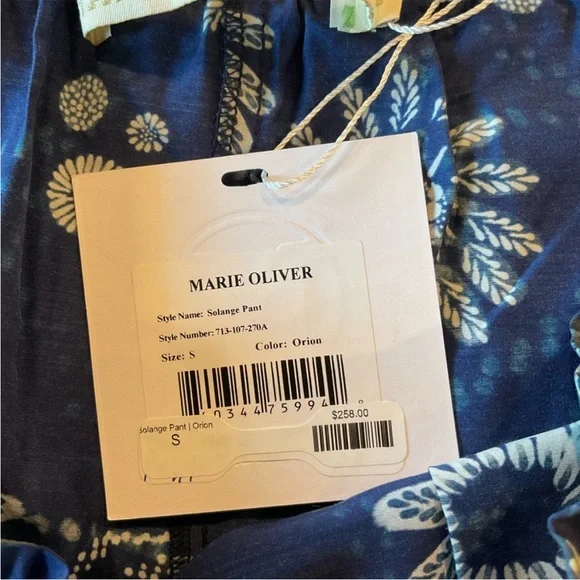 MARIE OLIVER
Style Name: Solange Pant
Style Number: 713-107-270A
Size: S Color: Orion
40344759948
Solange Pant | Orion $258.00
S